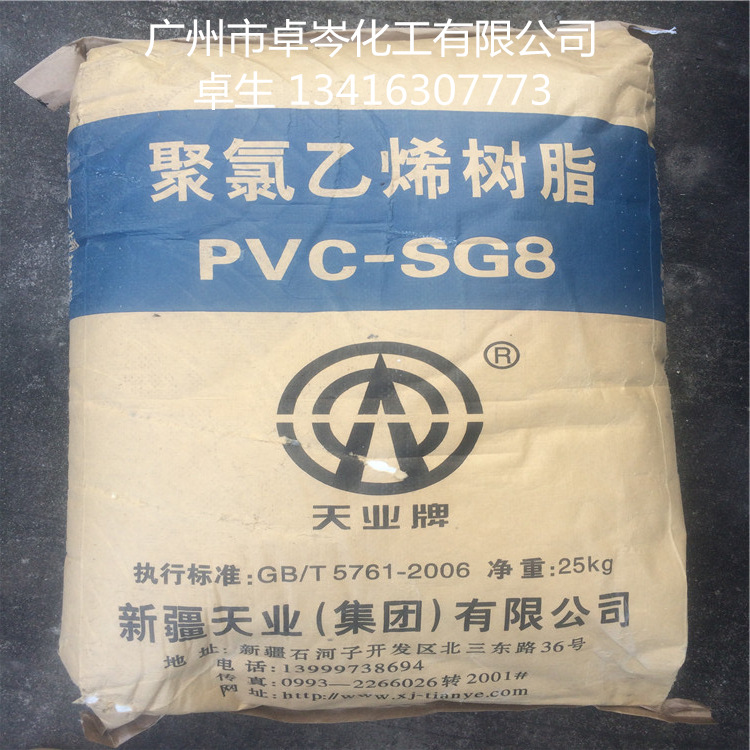 广州市卓岑化工有限公司
卓生 13416307773
聚氯乙烯树脂
PVC-SG8
®
天业牌
执行标准:GB/T 5761-2006 净重:25kg
新疆天业(集团)有限公司
地址:新疆石河子开发区北三东路36号
电话:13999738694
传真:0993-2266026转2001#
网址:http://www.xj-tianye.com